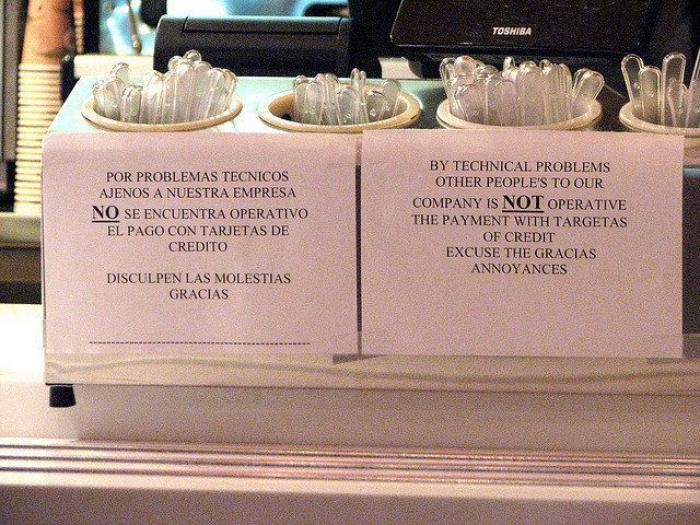 TOSHIBA
POR PROBLEMAS TECNICOS
AJENOS A NUESTRA EMPRESA
NO SE ENCUENTRA OPERATIVO
EL PAGO CON TARJETAS DE
CREDITO
DISCULPEN LAS MOLESTIAS
GRACIAS
BY TECHNICAL PROBLEMS
OTHER PEOPLE'S TO OUR
COMPANY IS NOT OPERATIVE
THE PAYMENT WITH TARGETAS
OF CREDIT
EXCUSE THE GRACIAS
ANNOYANCES